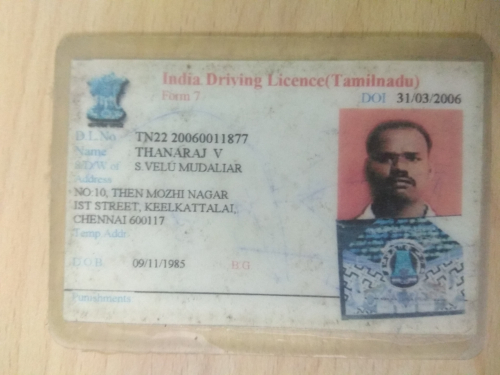 India Driving Licence(Tamilnadu)
Form 7
DOI 31/03/2006
D.L.No TN22 20060011877
Name THANARAJ V
S/D/W of S.VELU MUDALIAR
Address
NO:10, THEN MOZHI NAGAR
IST STREET, KEELKATTALAI,
CHENNAI 600117
Temp Addr.
D.O.B. 09/11/1985 B.G
Punishments